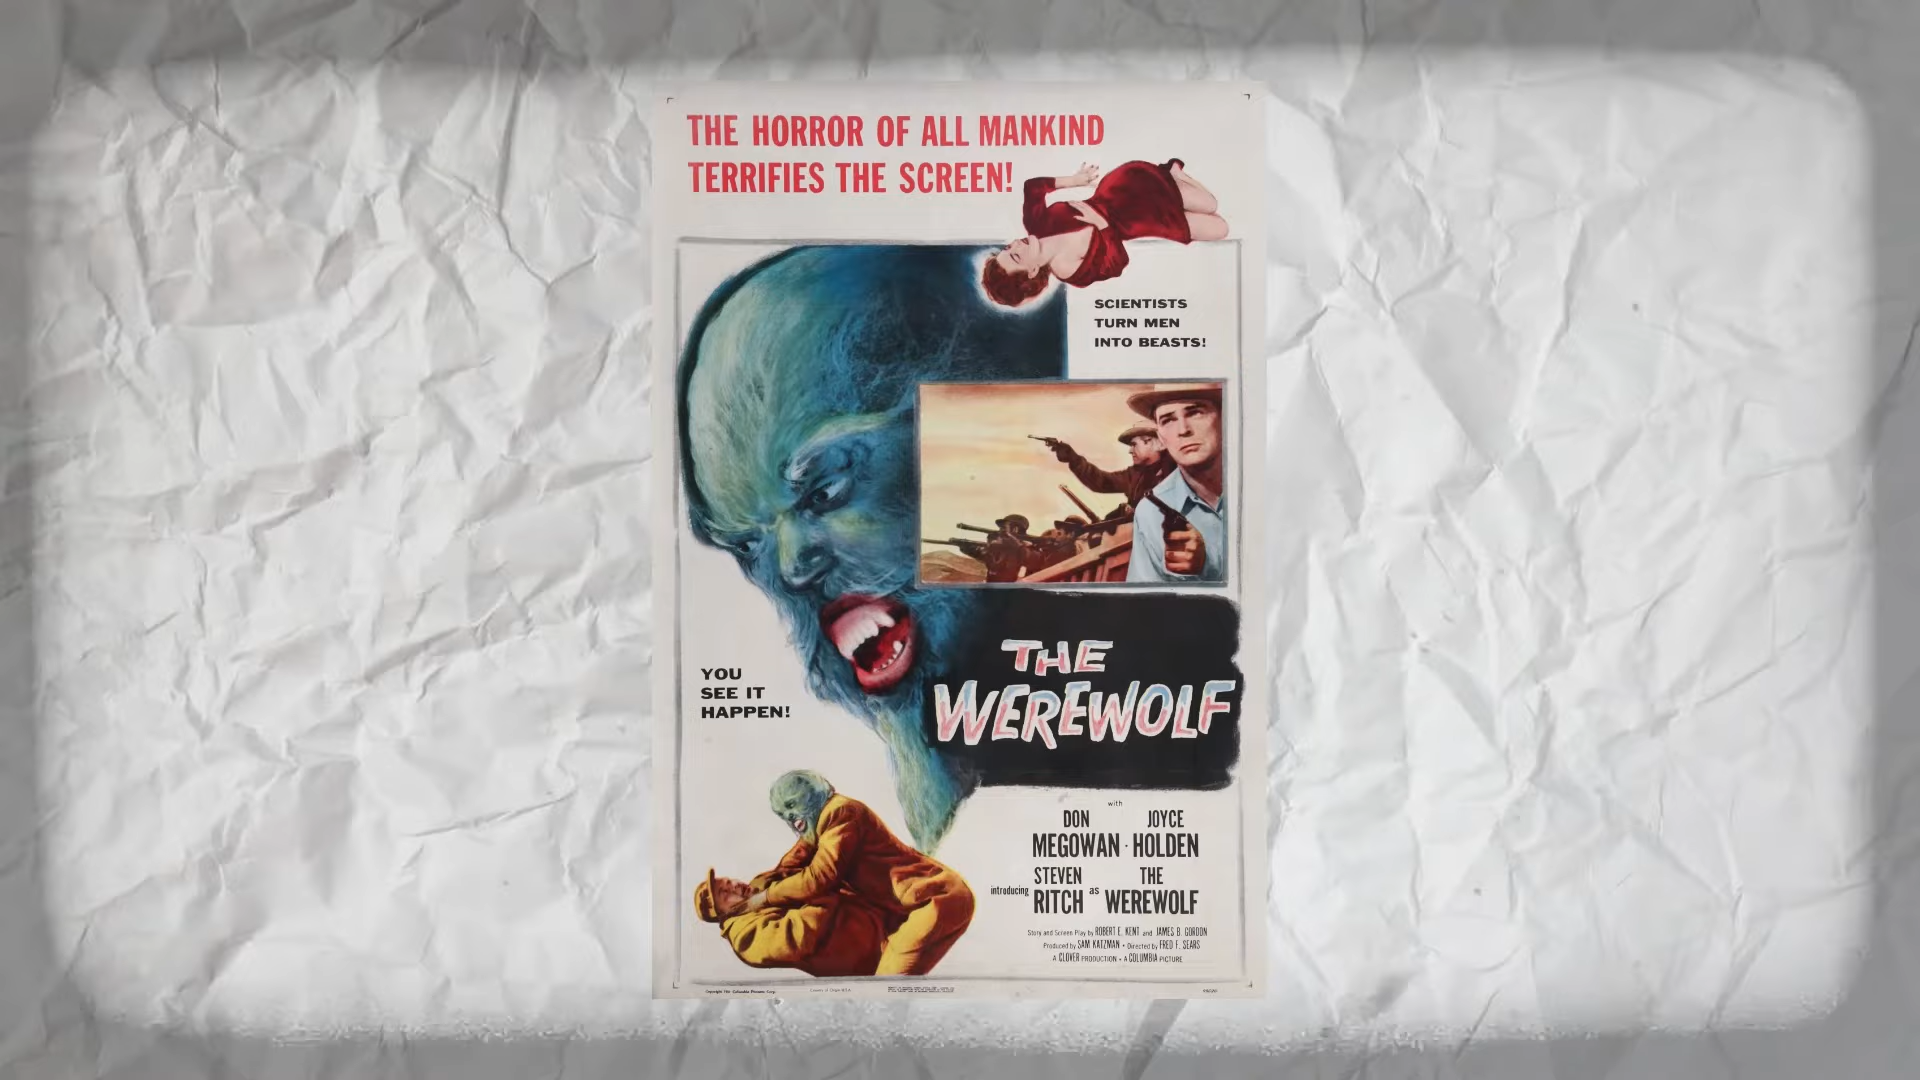 THE HORROR OF ALL MANKIND
TERRIFIES THE SCREEN!
SCIENTISTS
TURN MEN
INTO BEASTS!
YOU
SEE IT
HAPPEN!
THE
WEREWOLF
with
DON JOYCE
MEGOWAN · HOLDEN
STEVEN THE
introducing RITCH as WEREWOLF
Story and Screen Play by ROBERT E. KENT and JAMES B. GORDON
Produced by SAM KATZMAN • Directed by FRED F. SEARS
A CLOVER PRODUCTION • A COLUMBIA PICTURE